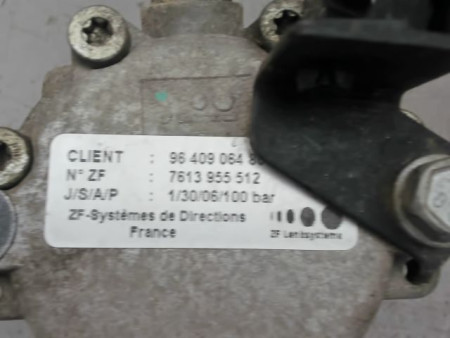 CLIENT : 96 409 064
N° ZF : 7613 955 512
J/S/A/P : 1/30/06/100 bar
ZF-Systèmes de Directions
France
ZF Lenksysteme